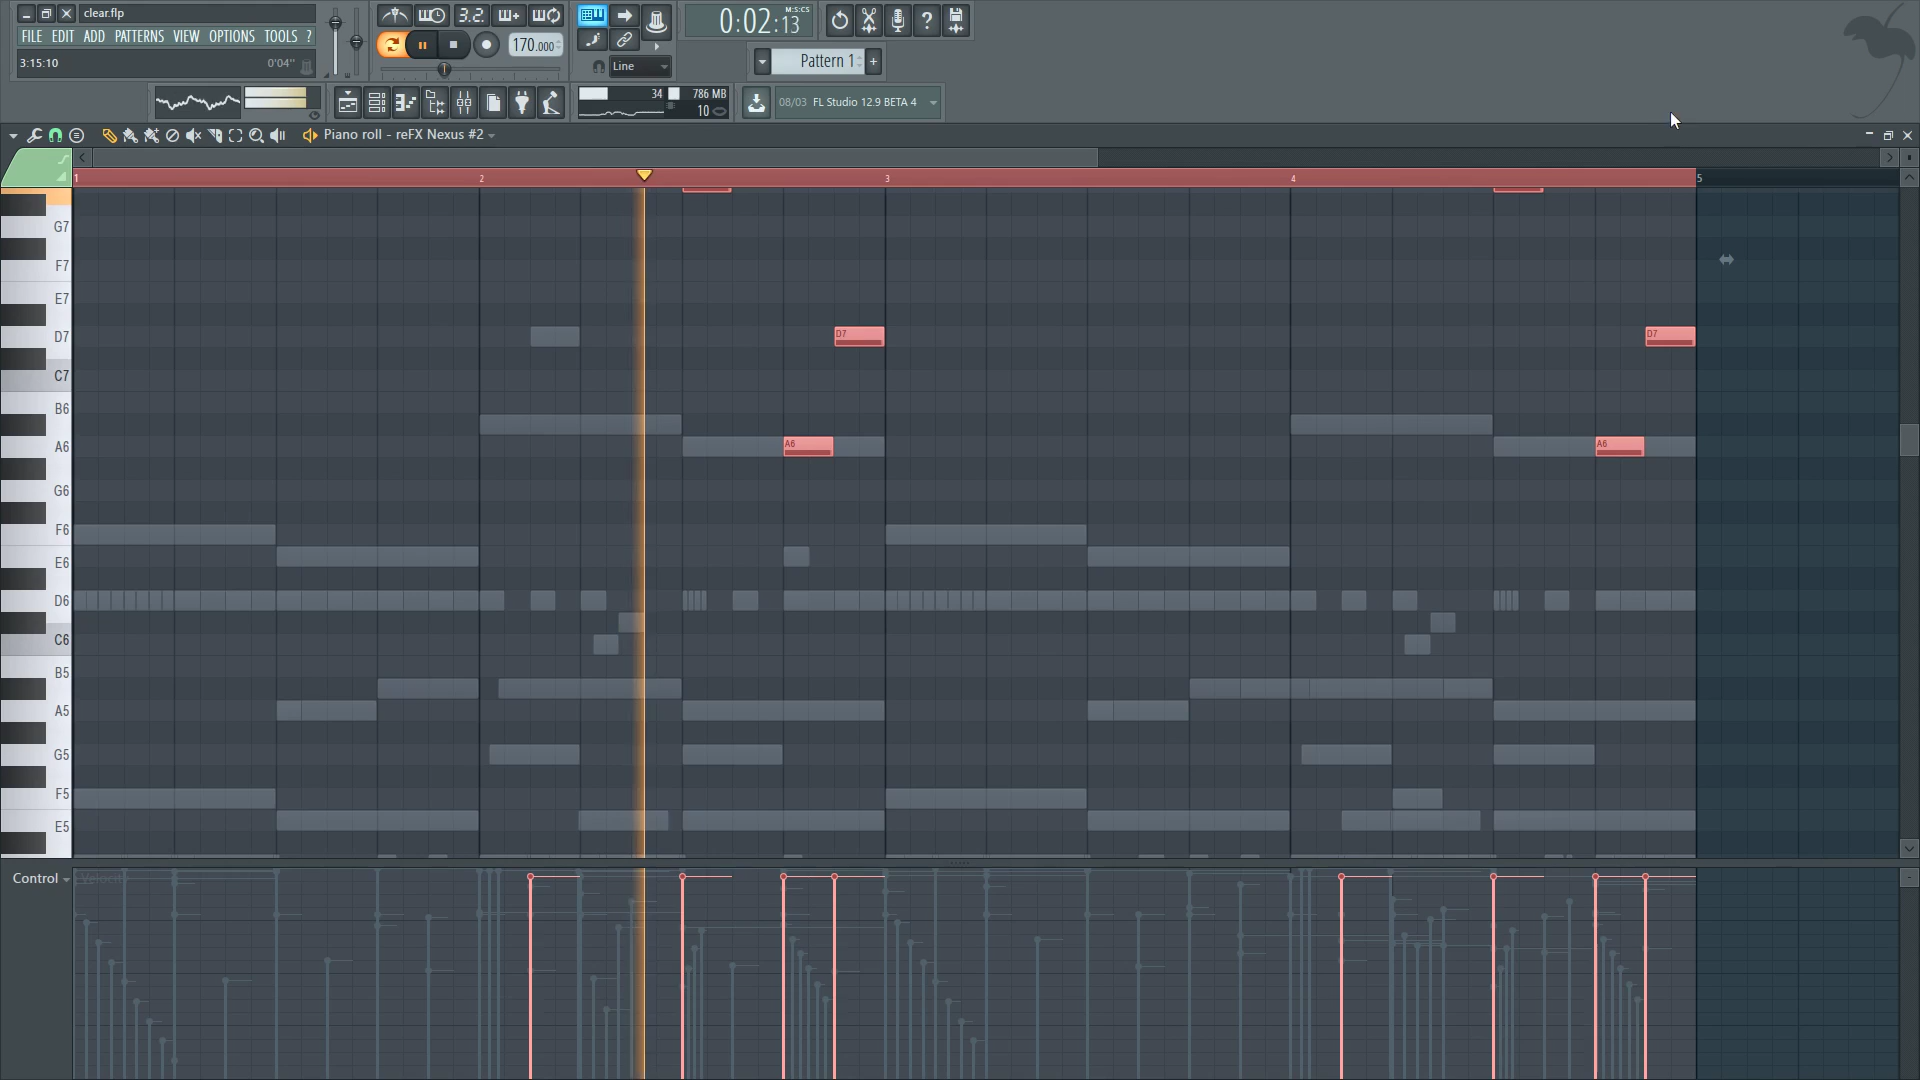 clear.flp
FILE EDIT ADD PATTERNS VIEW OPTIONS TOOLS ?
3:15:10 0'04"
3.2.
170.000
Line
0:02:13 M:S:CS
Pattern 1 +
34 786 MB
10
08/03 FL Studio 12.9 BETA 4
Piano roll - reFX Nexus #2
1 2 3 4 5
G7
F7
E7
D7 D7 D7
C7
B6
A6 A6 A6
G6
F6
E6
D6
C6
B5
A5
G5
F5
E5
Control Velocity